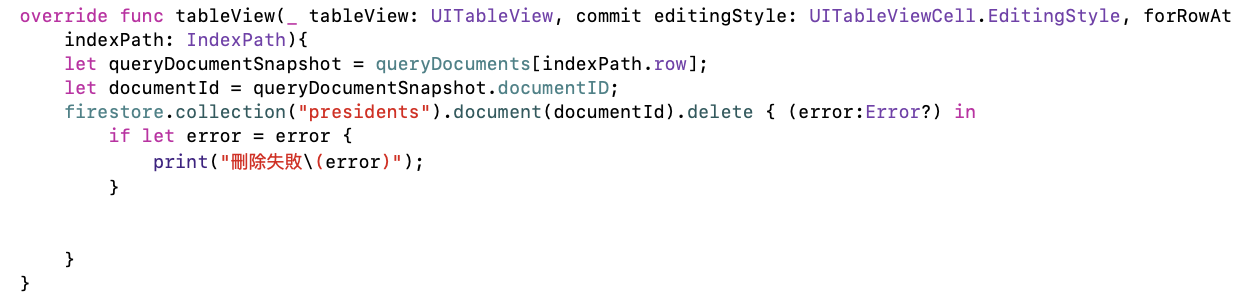 override func tableView(_ tableView: UITableView, commit editingStyle: UITableViewCell.EditingStyle, forRowAt
indexPath: IndexPath){
let queryDocumentSnapshot = queryDocuments[indexPath.row];
let documentId = queryDocumentSnapshot.documentID;
firestore.collection("presidents").document(documentId).delete { (error:Error?) in
if let error = error {
print("刪除失敗\(error)");
}
}
}